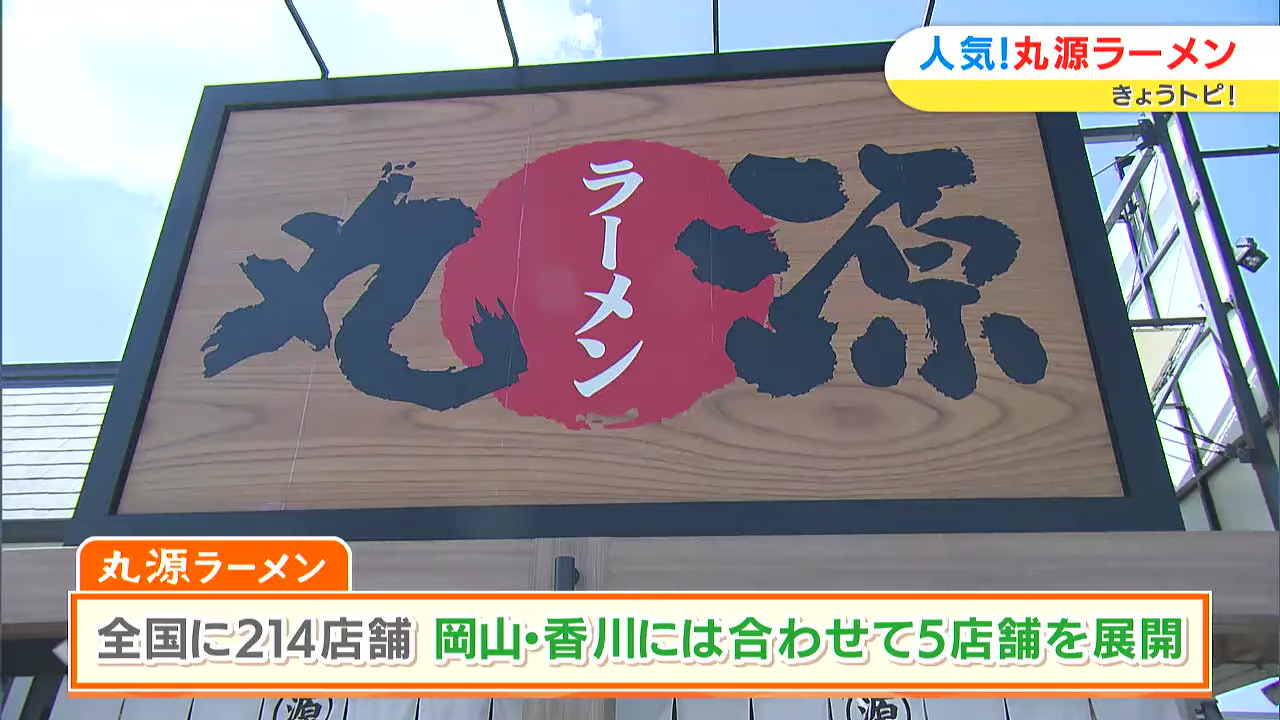 人気!丸源ラーメン
きょうトピ!
丸源
ラーメン
丸源ラーメン
全国に214店舗 岡山・香川には合わせて5店舗を展開
(源)
(源)